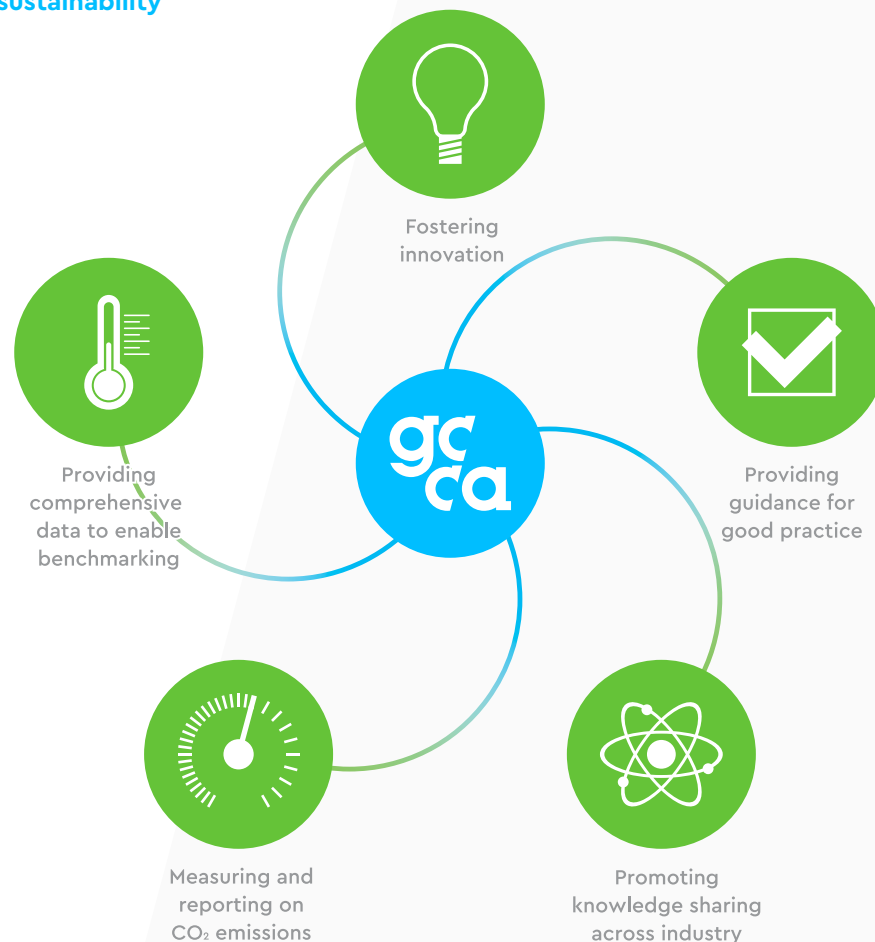 sustainability
Fostering
innovation
gc
ca
Providing
comprehensive
data to enable
benchmarking
Providing
guidance for
good practice
Measuring and
reporting on
CO₂ emissions
Promoting
knowledge sharing
across industry